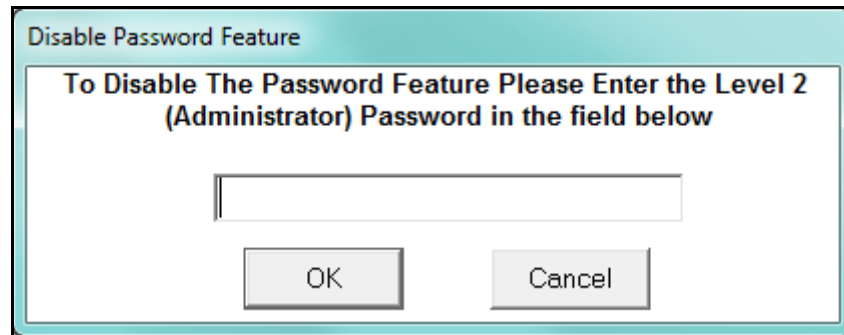 Disable Password Feature
To Disable The Password Feature Please Enter the Level 2
(Administrator) Password in the field below
OK
Cancel